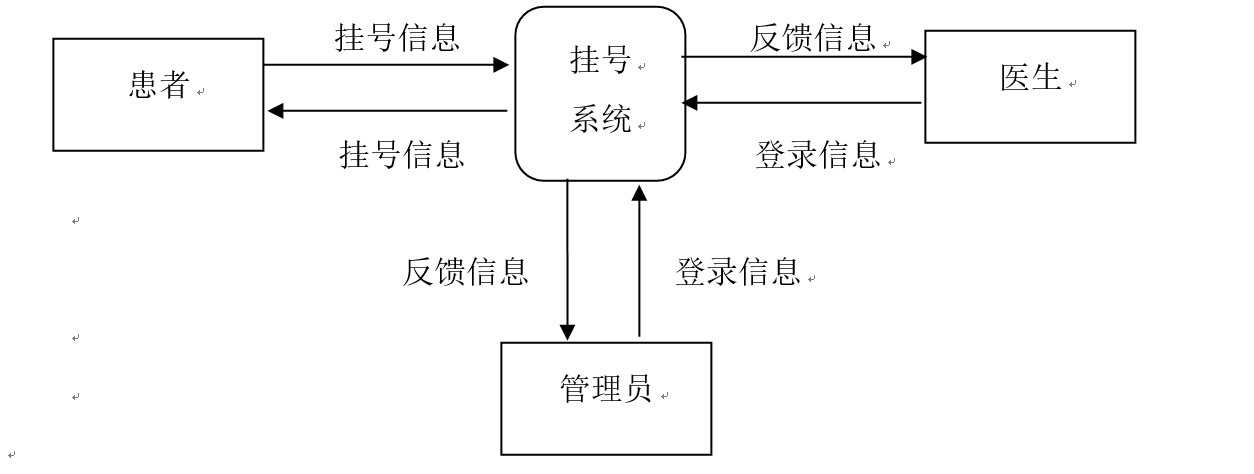 挂号信息
反馈信息
患者
挂号
系统
医生
挂号信息
登录信息
反馈信息
登录信息
管理员